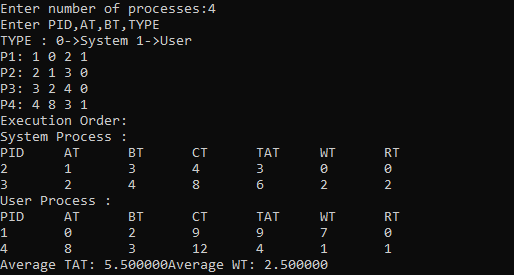 Enter number of processes:4
Enter PID,AT,BT,TYPE
TYPE : 0->System 1->User
P1: 1 0 2 1
P2: 2 1 3 0
P3: 3 2 4 0
P4: 4 8 3 1
Execution Order:
System Process :
PID AT BT CT TAT WT RT
2 1 3 4 3 0 0
3 2 4 8 6 2 2
User Process :
PID AT BT CT TAT WT RT
1 0 2 9 9 7 0
4 8 3 12 4 1 1
Average TAT: 5.500000Average WT: 2.500000